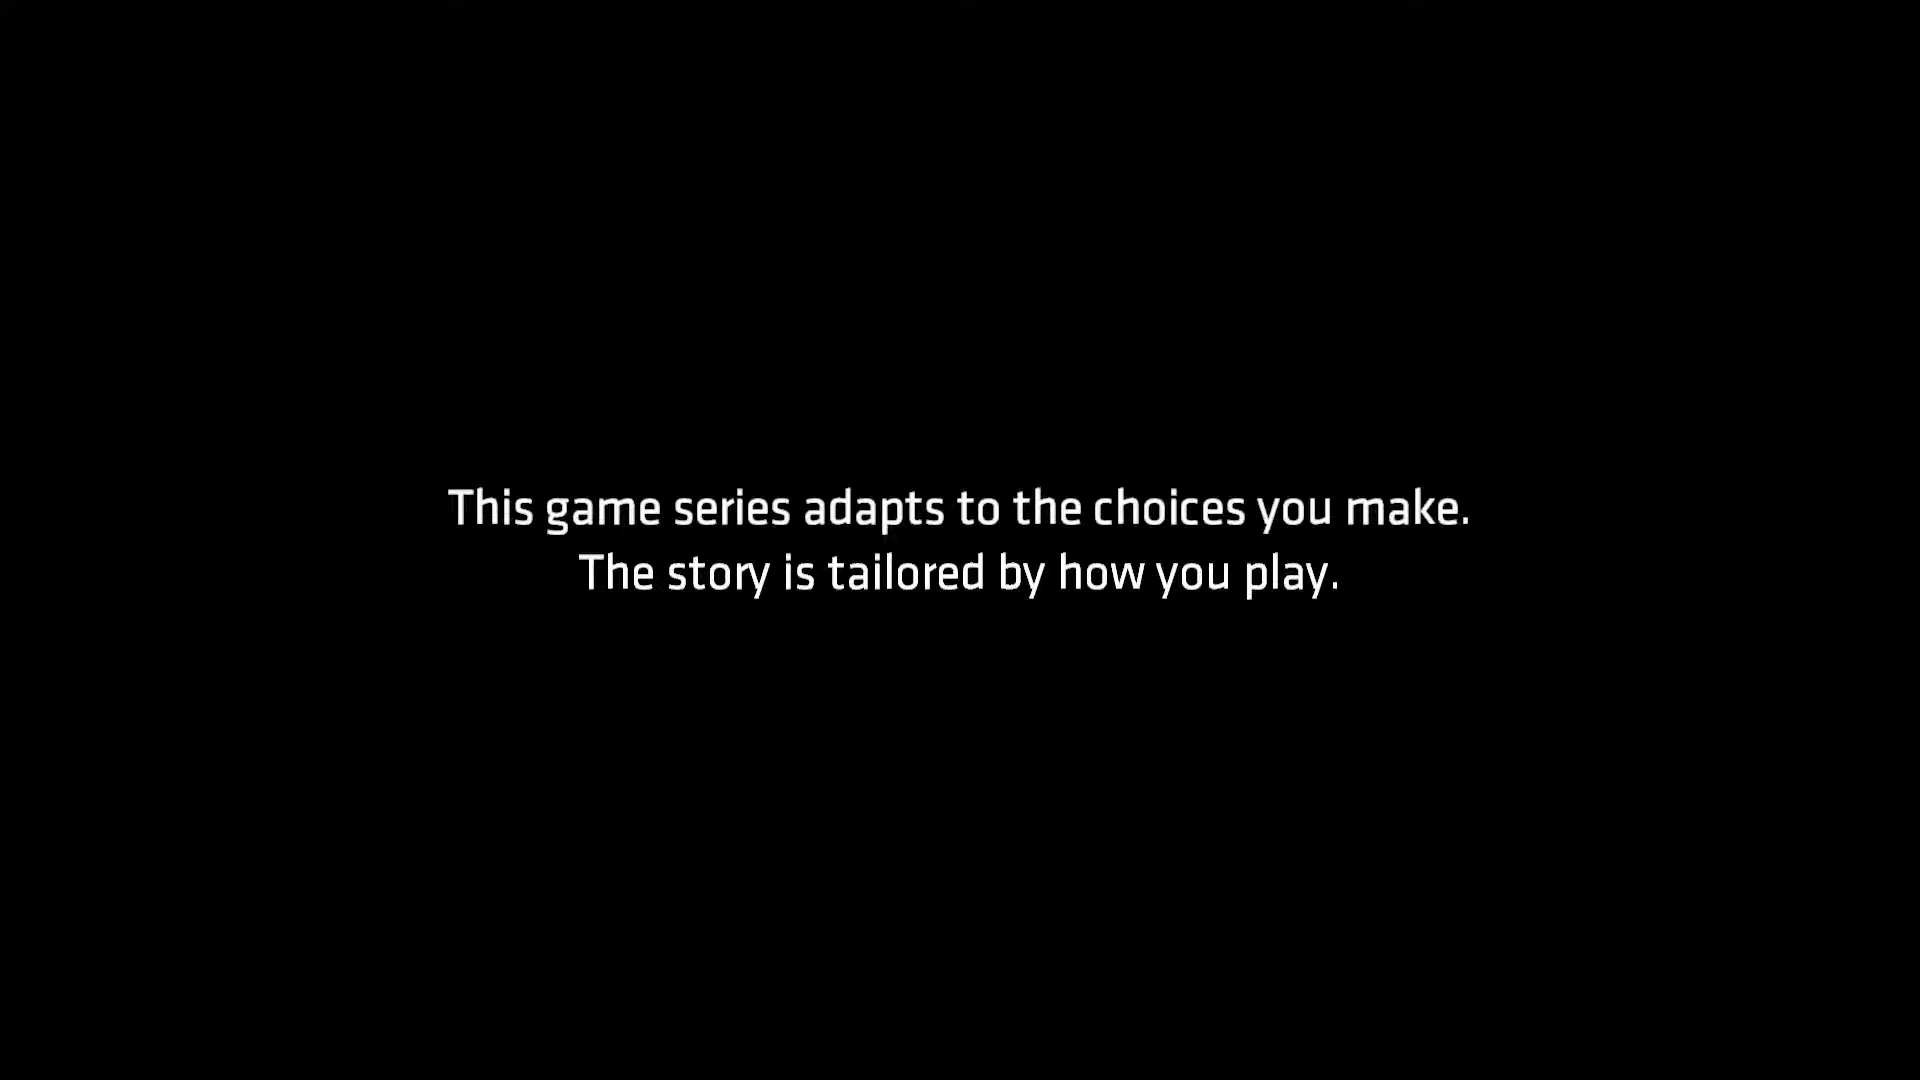 This game series adapts to the choices you make.
The story is tailored by how you play.